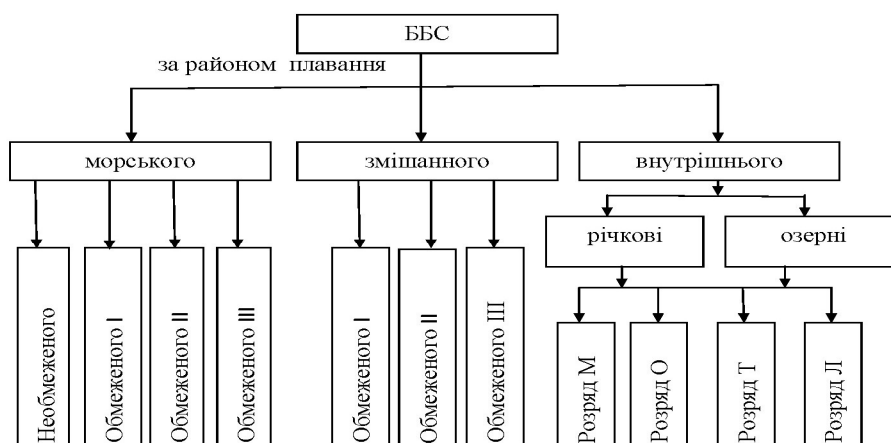 ББС
за районом плавання
морського
змішанного
внутрішнього
річкові
озерні
Необмеженого
Обмеженого I
Обмеженого II
Обмеженого III
Обмеженого I
Обмеженого II
Обмеженого III
Розряд М
Розряд О
Розряд Т
Розряд Л